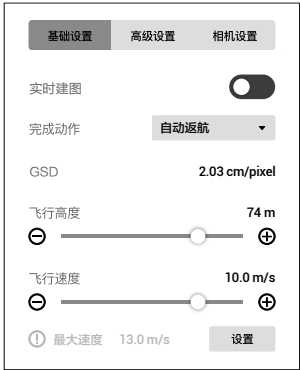 基础设置 高级设置 相机设置
实时建图
完成动作 自动返航
GSD 2.03 cm/pixel
飞行高度 74 m
飞行速度 10.0 m/s
最大速度 13.0 m/s 设置